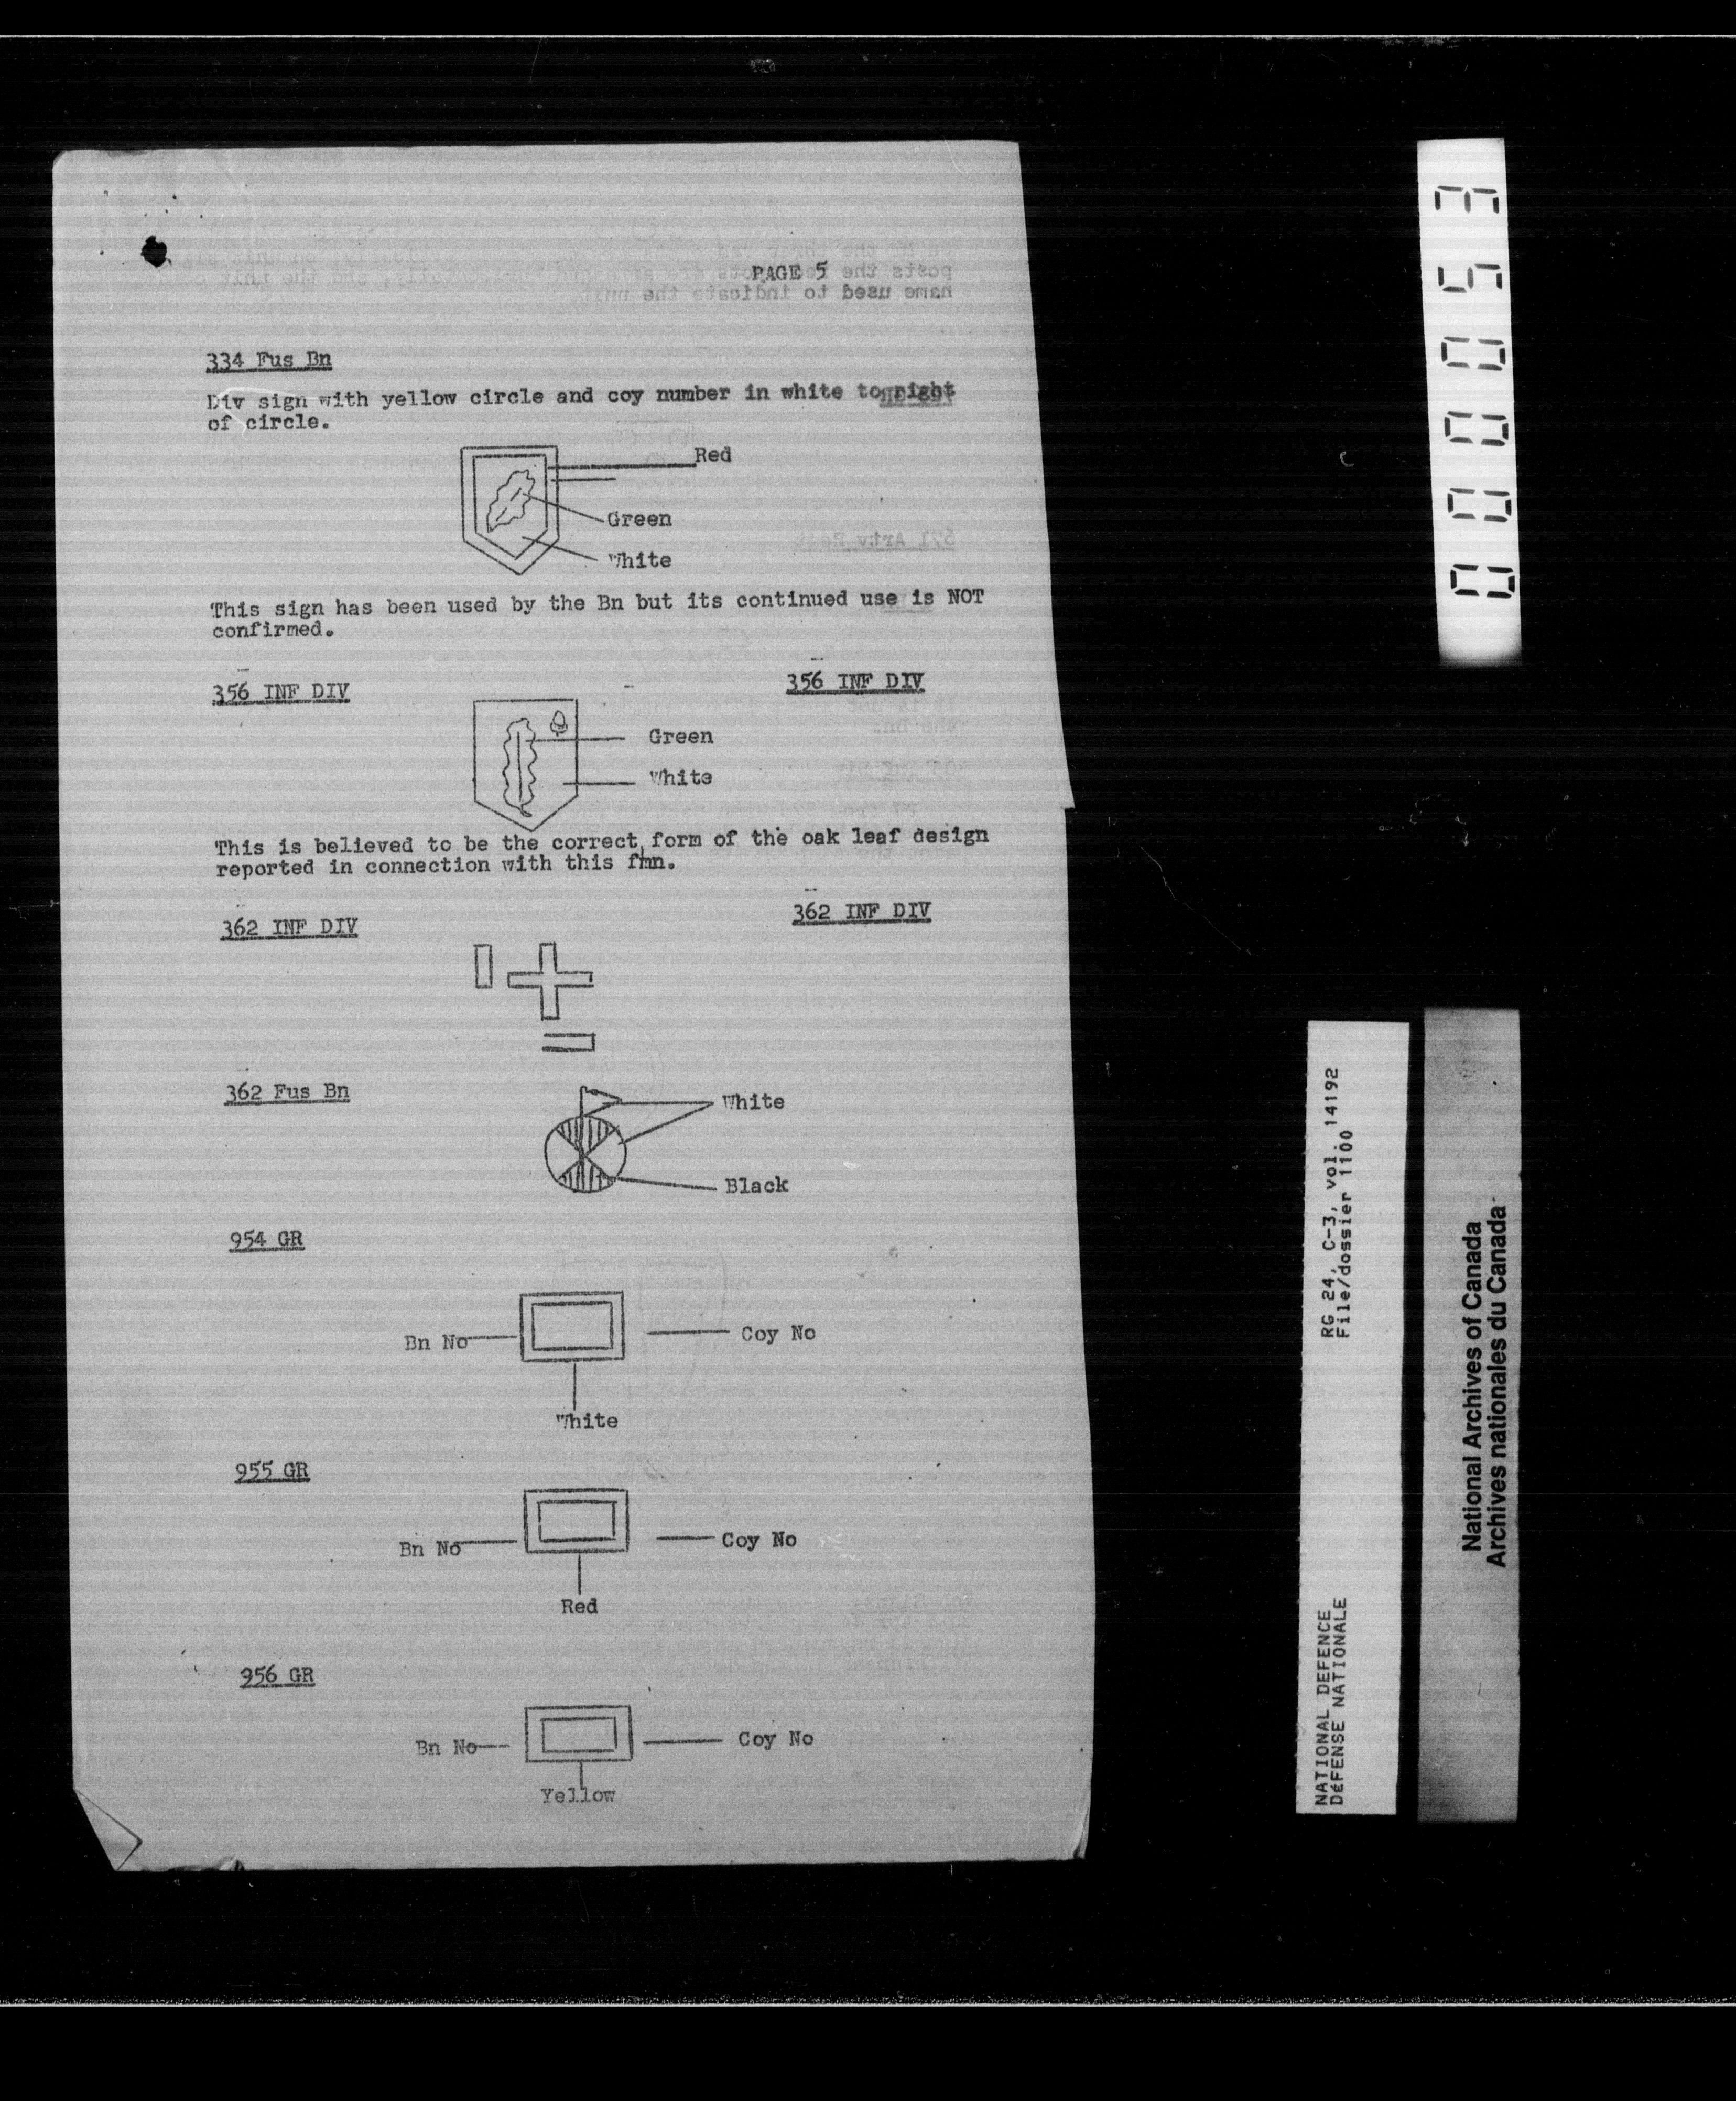 PAGE 5
334 Fus Bn
Div sign with yellow circle and coy number in white to right
of circle.
Red
Green
White
This sign has been used by the Bn but its continued use is NOT
confirmed.
356 INF DIV
356 INF DIV
Green
White
This is believed to be the correct form of the oak leaf design
reported in connection with this fmn.
362 INF DIV
362 INF DIV
362 Fus Bn
White
Black
954 GR
Bn No
Coy No
White
955 GR
Bn No
Coy No
Red
956 GR
Bn No
Coy No
Yellow
000053
NATIONAL DEFENCE RG 24, C-3, vol. 14192
DéFENSE NATIONALE File/dossier 1100
National Archives of Canada
Archives nationales du Canada